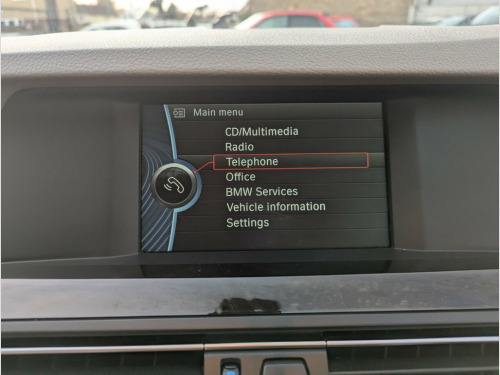 Main menu
CD/Multimedia
Radio
Telephone
Office
BMW Services
Vehicle information
Settings